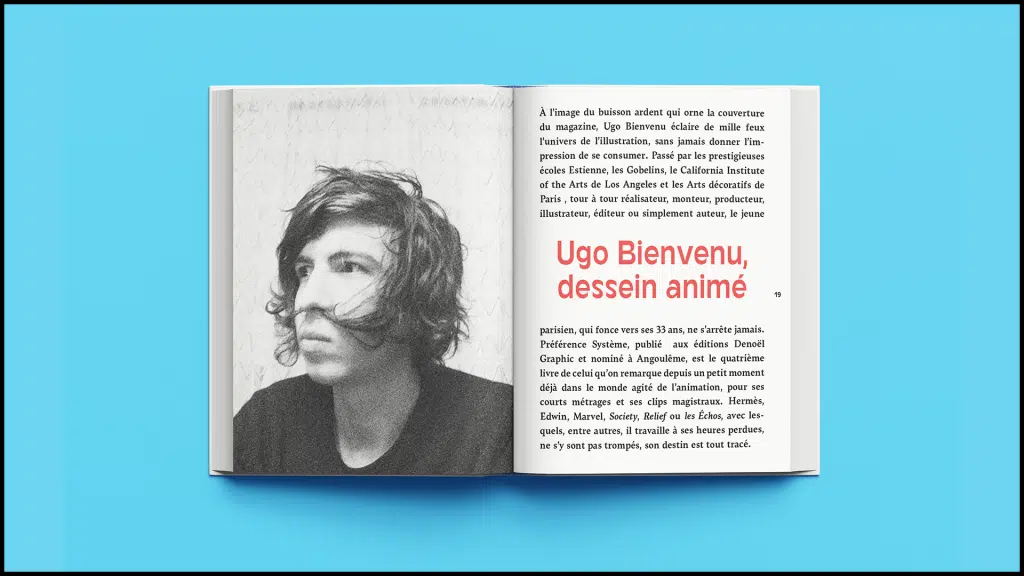 À l'image du buisson ardent qui orne la couverture
du magazine, Ugo Bienvenu éclaire de mille feux
l'univers de l'illustration, sans jamais donner l'im-
pression de se consumer. Passé par les prestigieuses
écoles Estienne, les Gobelins, le California Institute
of the Arts de Los Angeles et les Arts décoratifs de
Paris , tour à tour réalisateur, monteur, producteur,
illustrateur, éditeur ou simplement auteur, le jeune
Ugo Bienvenu,
dessein animé
19
parisien, qui fonce vers ses 33 ans, ne s'arrête jamais.
Préférence Système, publié aux éditions Denoël
Graphic et nominé à Angoulême, est le quatrième
livre de celui qu'on remarque depuis un petit moment
déjà dans le monde agité de l'animation, pour ses
courts métrages et ses clips magistraux. Hermès,
Edwin, Marvel, Society, Relief ou les Échos, avec les-
quels, entre autres, il travaille à ses heures perdues,
ne s'y sont pas trompés, son destin est tout tracé.